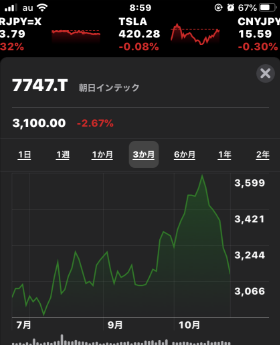 au 8:59 67%
RJPY=X TSLA CNYJPY
3.79 420.28 15.59
32% -0.08% -0.30%
7747.T 朝日インテック
3,100.00 -2.67%
1日 1週 1か月 3か月 6か月 1年 2年
3,599
3,421
3,244
3,066
7月 9月 10月